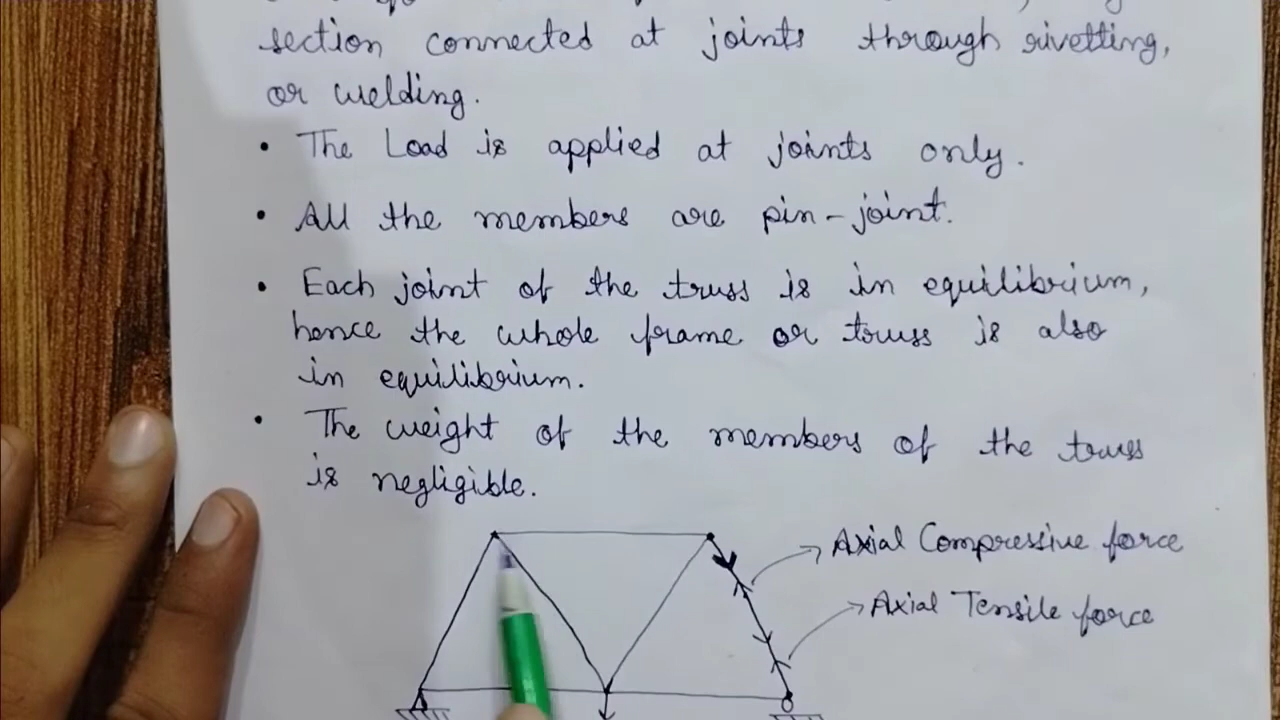 section connected at joints through rivetting,
or welding.
• The Load is applied at joints only.
• All the members are pin-joint.
• Each joint of the truss is in equilibrium,
hence the whole frame or truss is also
in equilibrium.
• The weight of the members of the truss
is negligible.
Axial Compressive force
Axial Tensile force